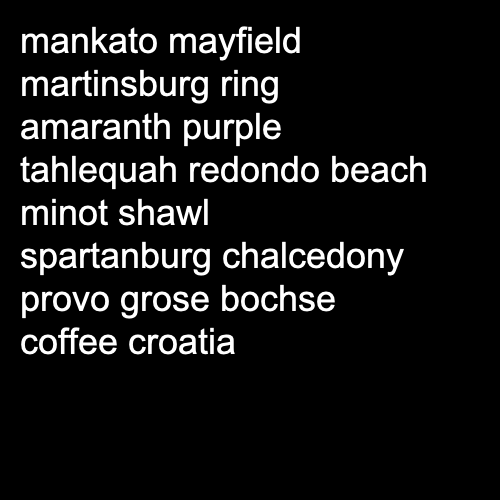 mankato mayfield
martinsburg ring
amaranth purple
tahlequah redondo beach
minot shawl
spartanburg chalcedony
provo grose bochse
coffee croatia